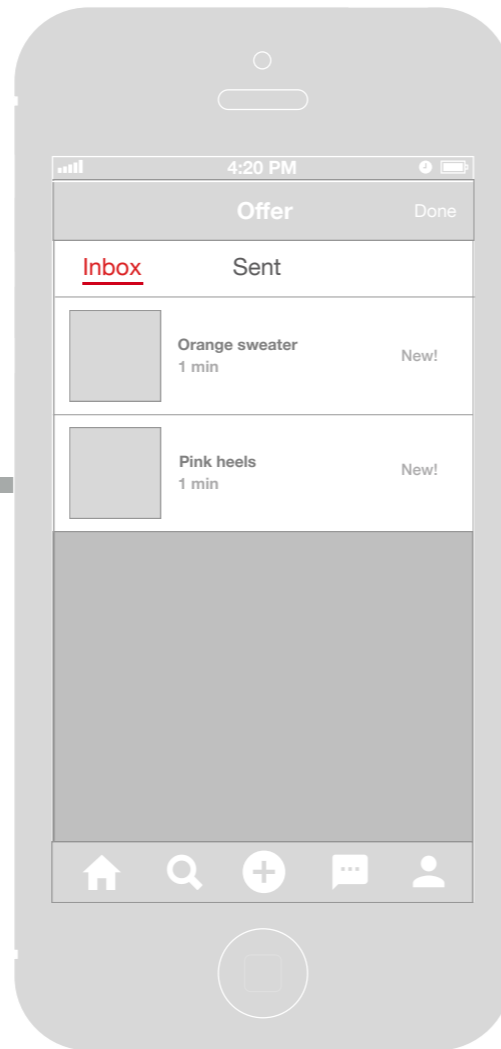 4:20 PM
Offer Done
Inbox Sent
Orange sweater
1 min
New!
Pink heels
1 min
New!